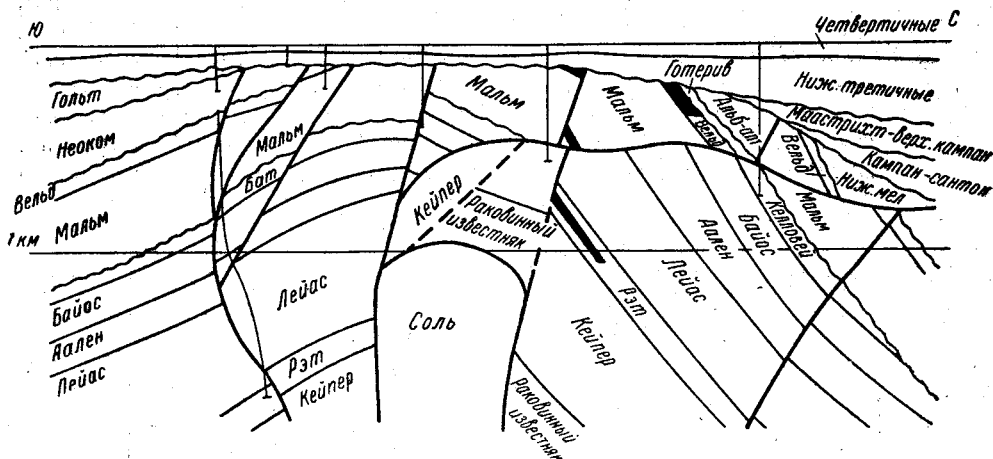 Ю
Четвертичные С
Гольт
Неоком
Вельд
1 км
Мальм
Байос
Аален
Лейас
Мальм
Бат
Лейас
Рэт
Кейпер
Мальм
Кейпер
Раковинный
известняк
Соль
Мальм
Готерив
Вельд
Альб-апт
Вельд
Ниж. третичные
Маастрихт-верх. кампан
Кампан-сантон
Ниж. мел
Мальм
Келловей
Байос
Аален
Лейас
Рэт
Кейпер
Раковинный
известняк